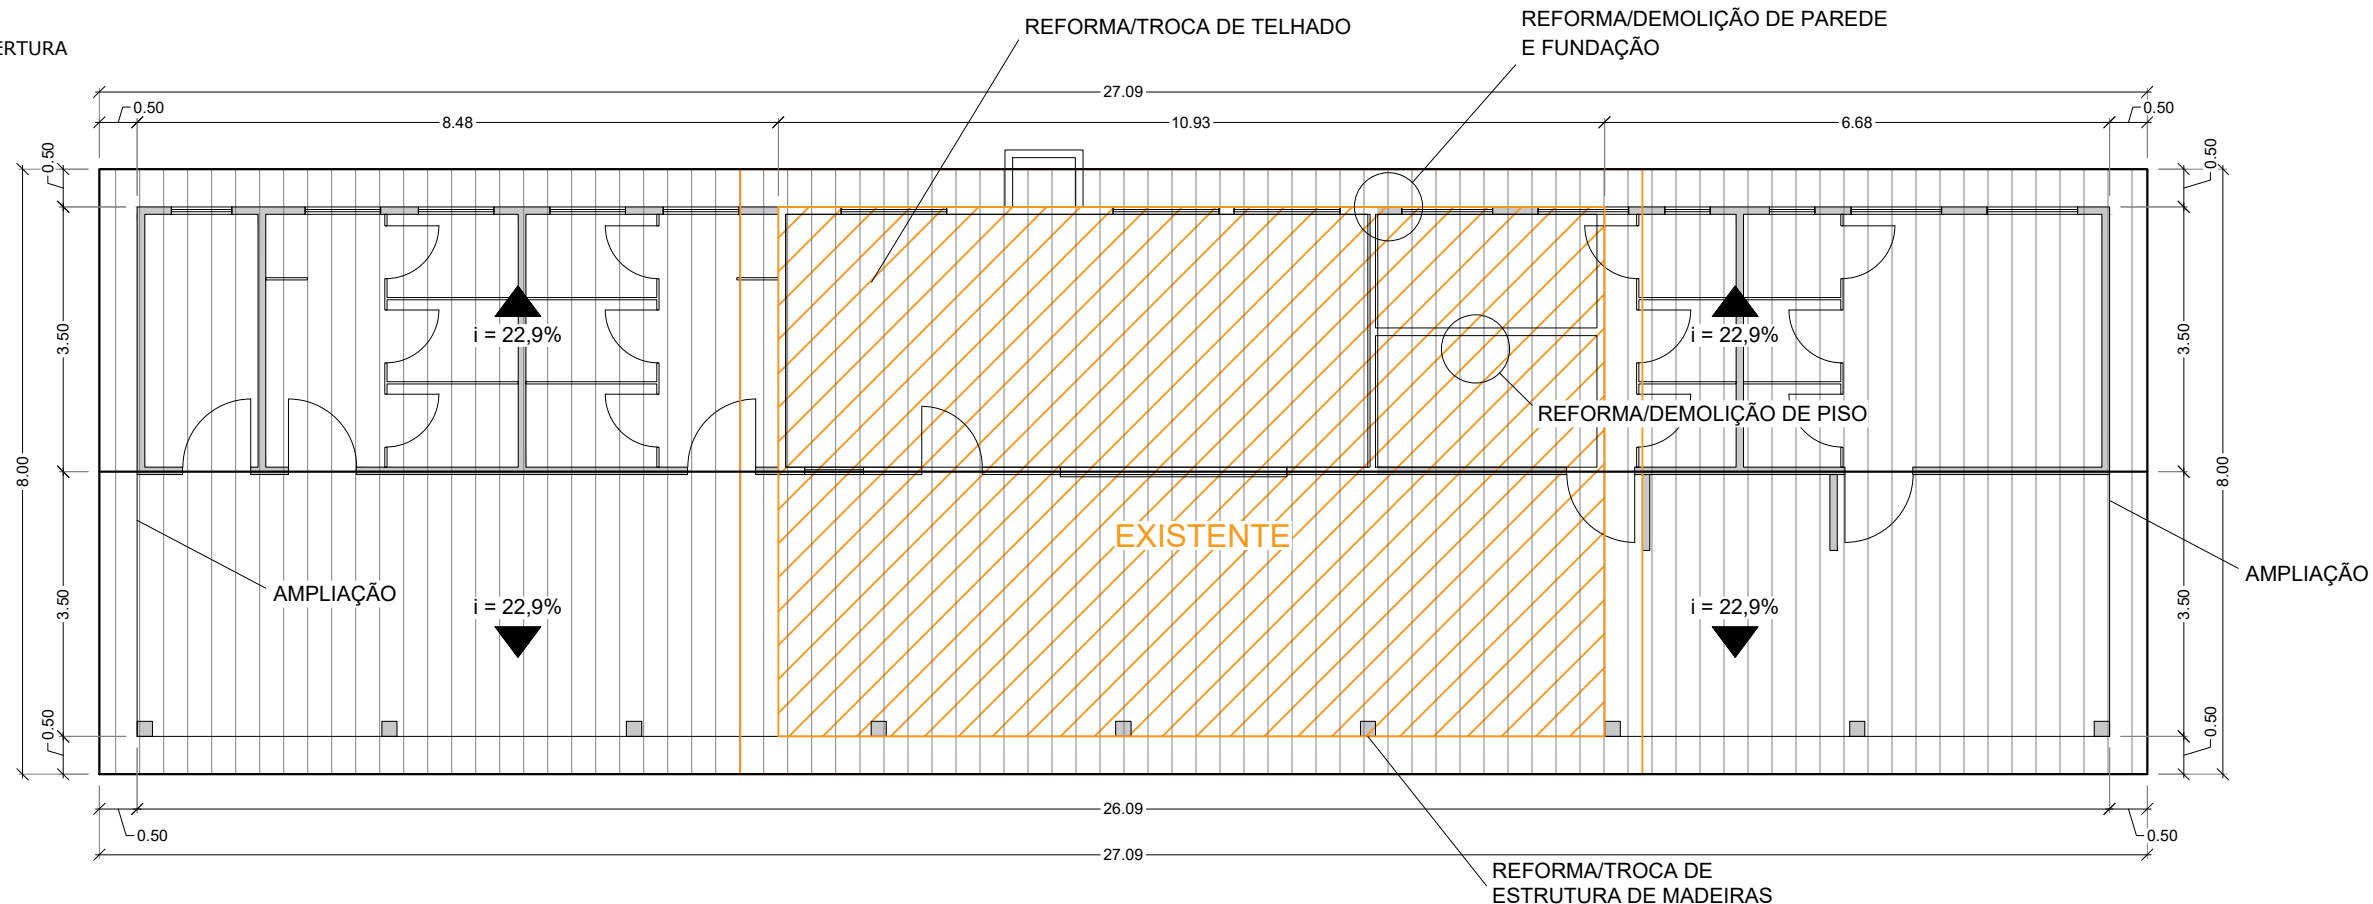 REFORMA/DEMOLIÇÃO DE PAREDE
E FUNDAÇÃO
REFORMA/TROCA DE TELHADO
ERTURA
27.09
0.50
8.48
10.93
6.68
0.50
0.50
0.50
3.50
i = 22,9%
i = 22,9%
3.50
REFORMA/DEMOLIÇÃO DE PISO
8.00
8.00
EXISTENTE
AMPLIAÇÃO
AMPLIAÇÃO
3.50
i = 22,9%
i = 22,9%
3.50
0.50
0.50
26.09
0.50
0.50
27.09
REFORMA/TROCA DE
ESTRUTURA DE MADEIRAS